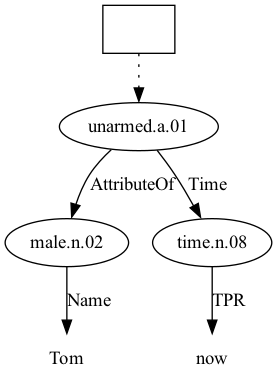 unarmed.a.01
AttributeOf Time
male.n.02 time.n.08
Name TPR
Tom now